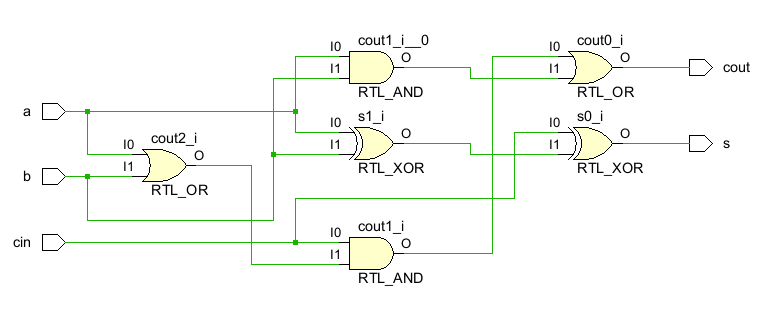 cout1_i__0
I0
O
I1
RTL_AND
cout0_i
I0
O
I1
RTL_OR
cout
a
cout2_i
I0
O
I1
RTL_OR
s1_i
I0
O
I1
RTL_XOR
s0_i
I0
O
I1
RTL_XOR
s
b
cin
cout1_i
I0
O
I1
RTL_AND